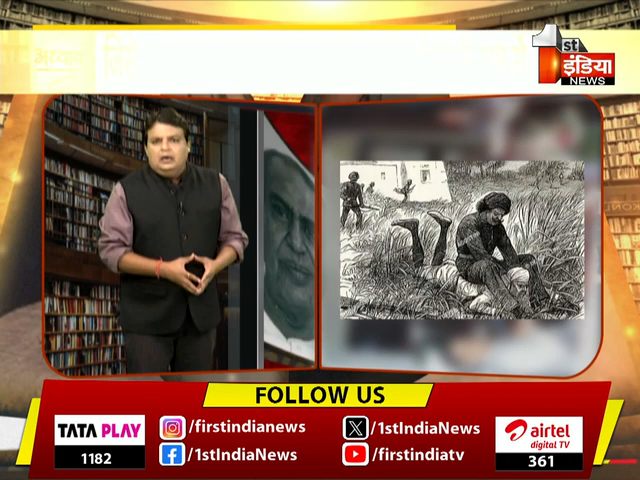 1st
इंडिया
NEWS
FOLLOW US
TATA PLAY
1182
/firstindianews
/1stIndiaNews
/1stIndiaNews
/firstindiatv
airtel
digital TV
361